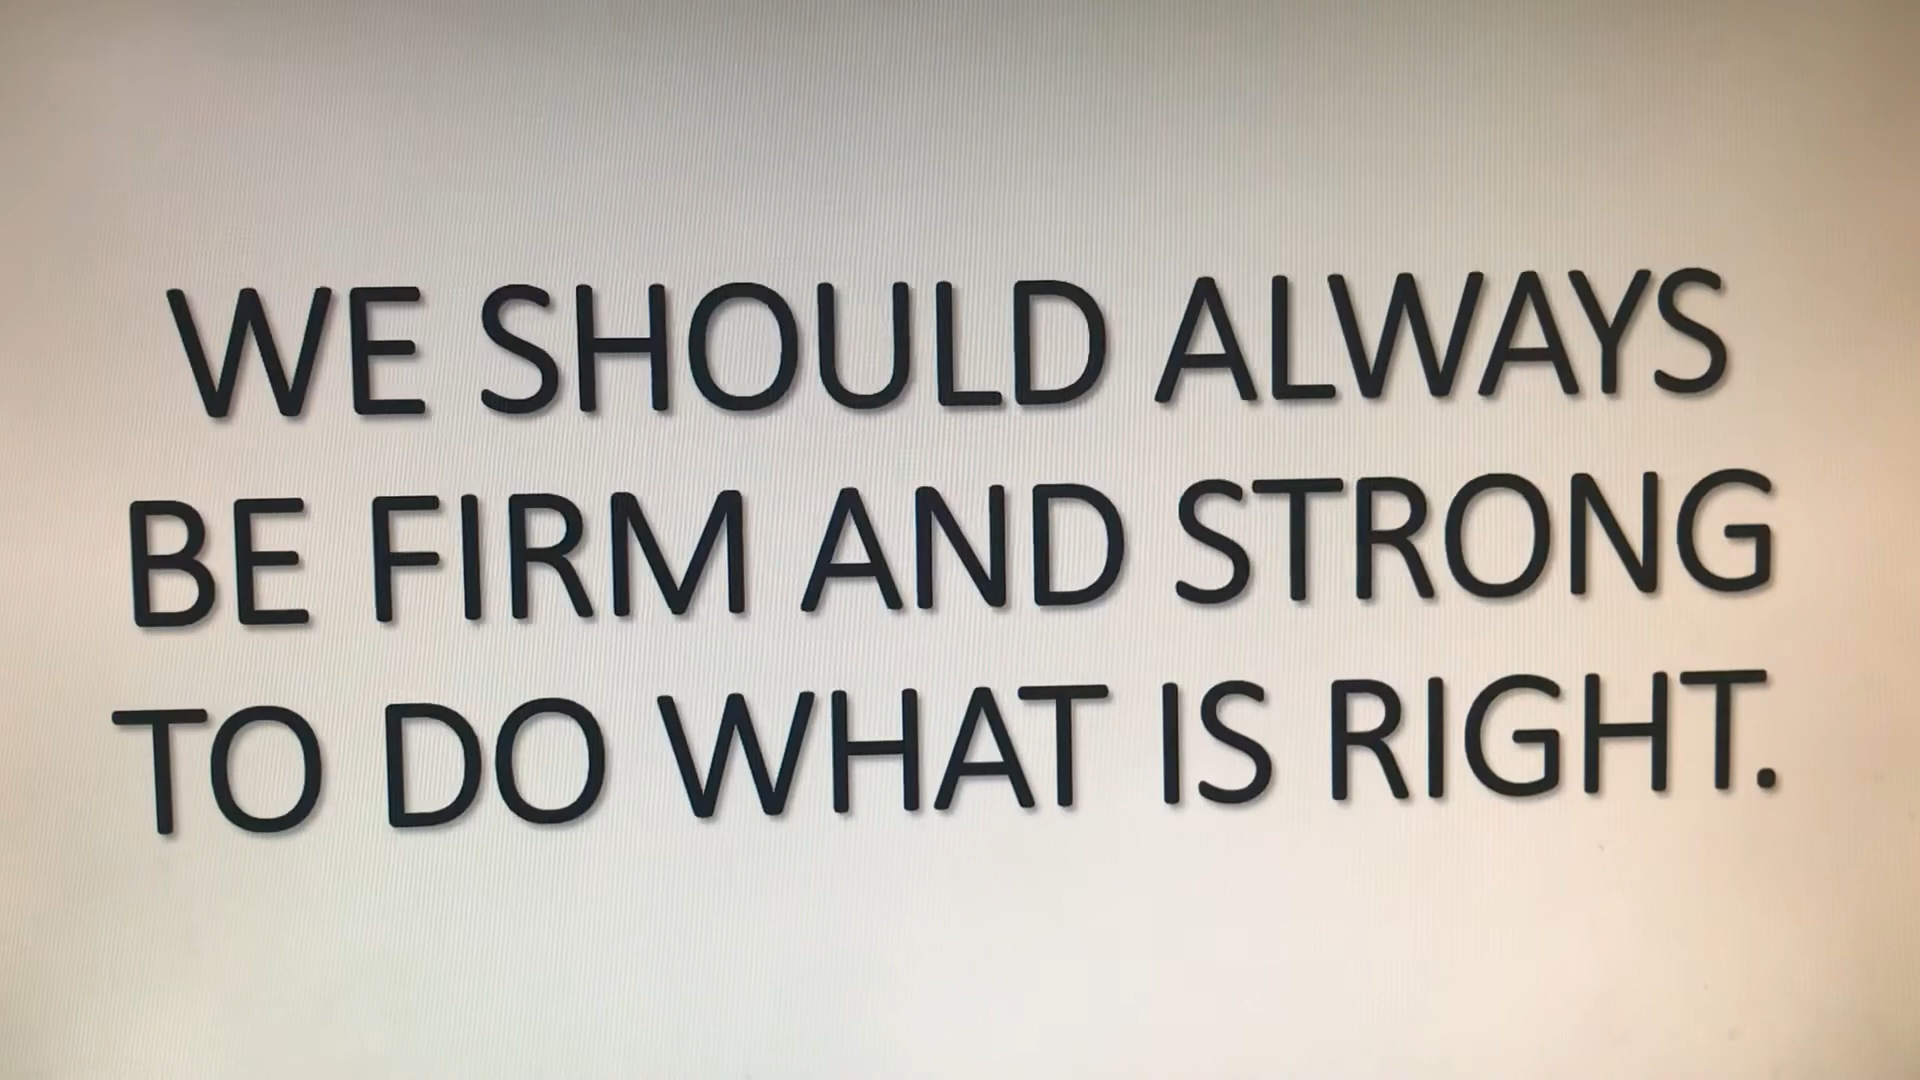 WE SHOULD ALWAYS
BE FIRM AND STRONG
TO DO WHAT IS RIGHT.